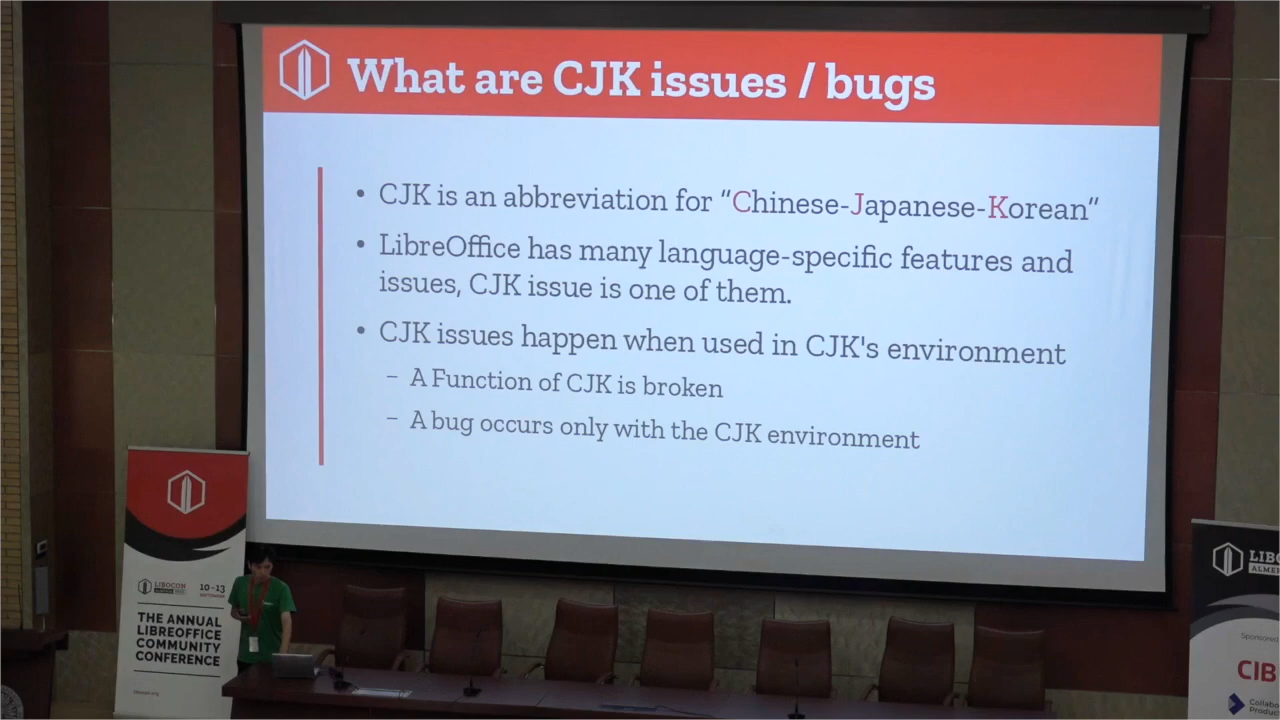 What are CJK issues / bugs
• CJK is an abbreviation for “Chinese-Japanese-Korean”
• LibreOffice has many language-specific features and
issues, CJK issue is one of them.
• CJK issues happen when used in CJK's environment
– A Function of CJK is broken
– A bug occurs only with the CJK environment
LIBOCON
10-13
THE ANNUAL
LIBREOFFICE
COMMUNITY
CONFERENCE
LIBO
ALME
Sponsored
CIB
Collabo
Produc